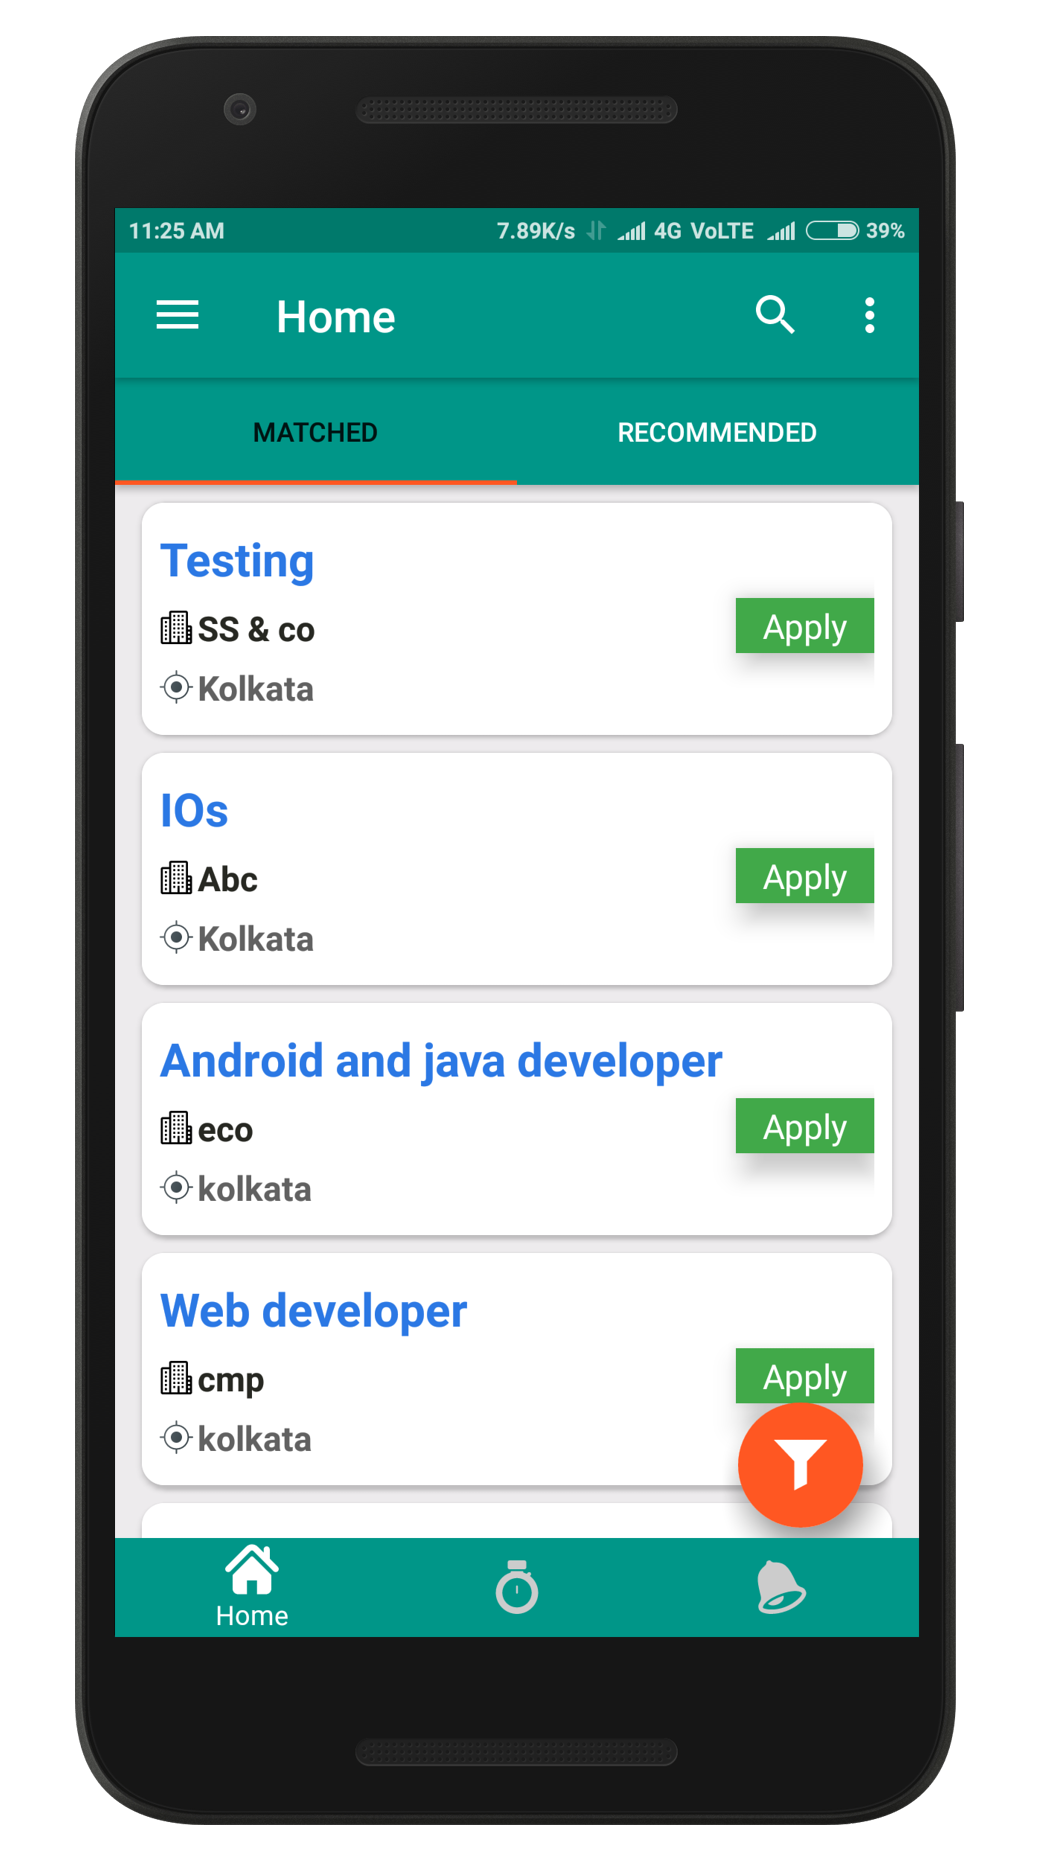 11:25 AM 7.89K/s 4G VoLTE 39%
Home
MATCHED RECOMMENDED
Testing
SS & co
Apply
Kolkata
IOs
Abc
Apply
Kolkata
Android and java developer
eco
Apply
kolkata
Web developer
cmp
Apply
kolkata
Home